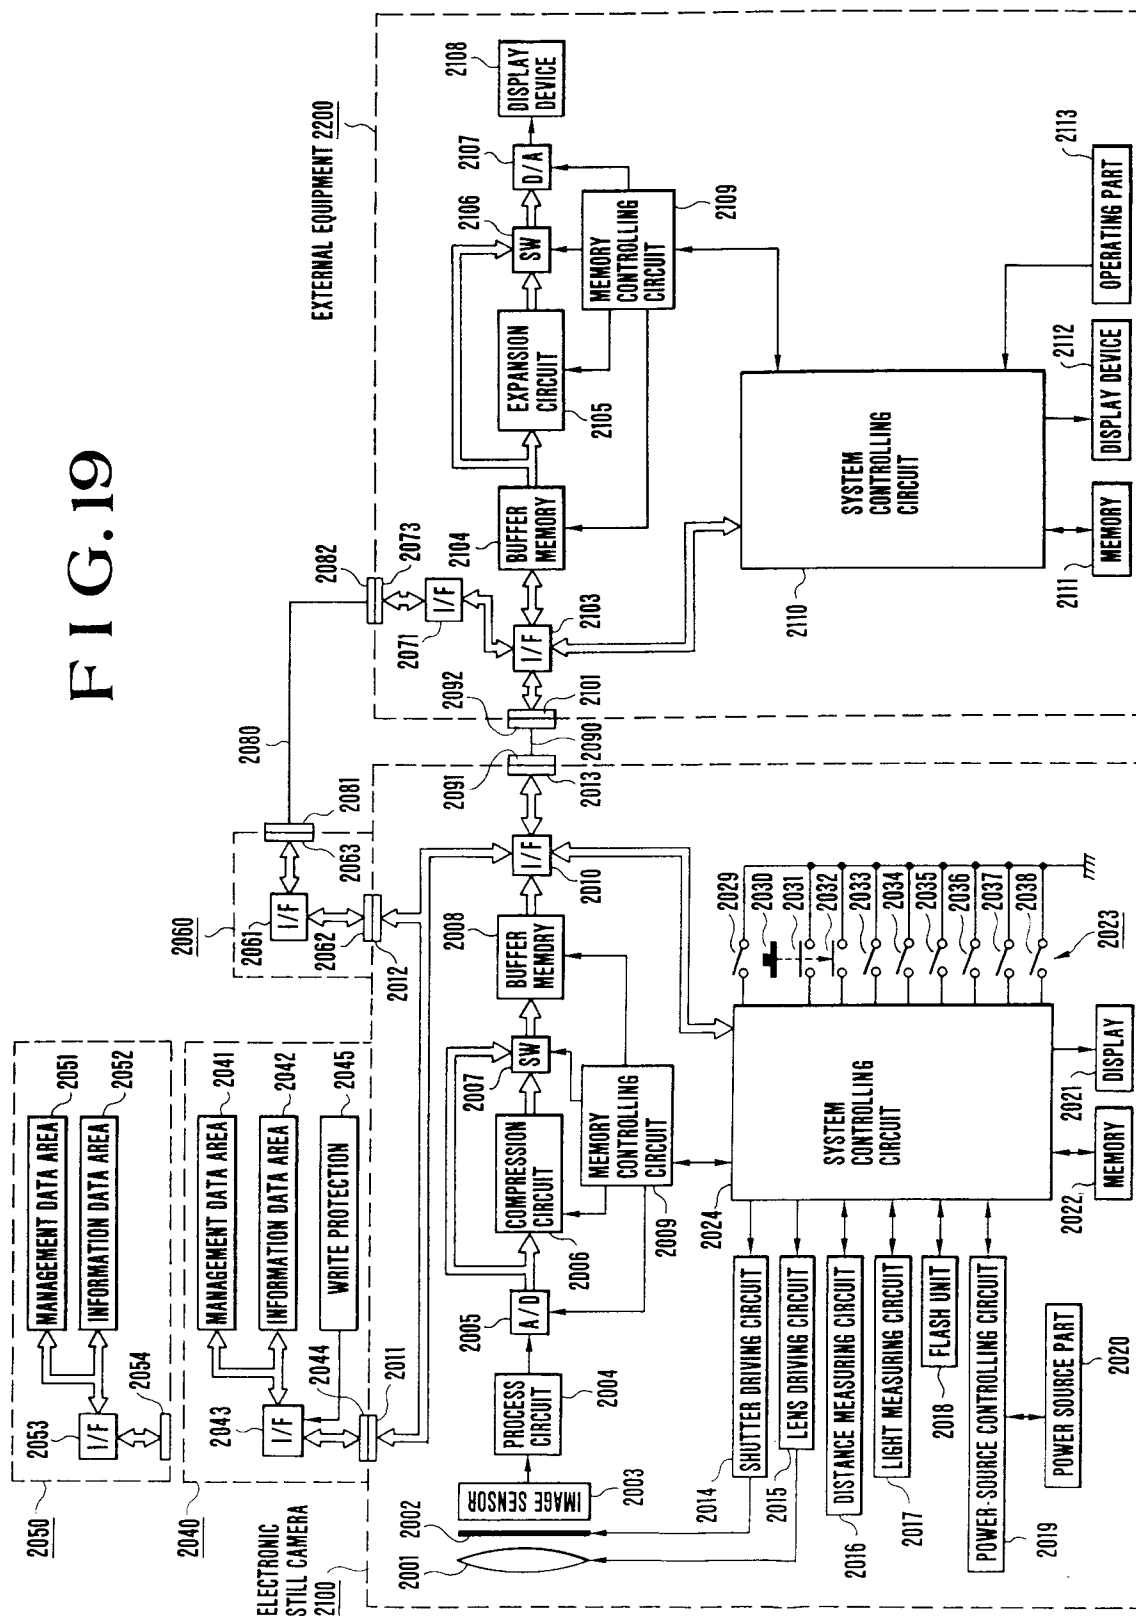 FIG.19
2050
MANAGEMENT DATA AREA
2051
INFORMATION DATA AREA
2052
2053
I/F
2054
2040
MANAGEMENT DATA AREA
2041
INFORMATION DATA AREA
2042
WRITE PROTECTION
2045
2043
I/F
2044
2011
2060
2061
I/F
2062
2063
2012
2081
2080
2082
2073
I/F
2071
EXTERNAL EQUIPMENT 2200
ELECTRONIC
STILL CAMERA
2100
2001
2002
IMAGE SENSOR
2003
PROCESS
CIRCUIT
2004
2005
A/D
COMPRESSION
CIRCUIT
2006
2007
SW
2008
BUFFER
MEMORY
I/F
2010
MEMORY
CONTROLLING
CIRCUIT
2009
2091
2013
2090
2092
2101
I/F
2103
2104
BUFFER
MEMORY
EXPANSION
CIRCUIT
2105
2106
SW
2107
D/A
2108
DISPLAY
DEVICE
MEMORY
CONTROLLING
CIRCUIT
2109
2014
SHUTTER DRIVING CIRCUIT
2015
LENS DRIVING CIRCUIT
2016
DISTANCE MEASURING CIRCUIT
2017
LIGHT MEASURING CIRCUIT
2018
FLASH UNIT
2019
POWER-SOURCE CONTROLLING CIRCUIT
POWER SOURCE PART
2020
2024
SYSTEM
CONTROLLING
CIRCUIT
2022
MEMORY
2021
DISPLAY
2029
2030
2031
2032
2033
2034
2035
2036
2037
2038
2023
2110
SYSTEM
CONTROLLING
CIRCUIT
2111
MEMORY
2112
DISPLAY DEVICE
2113
OPERATING PART